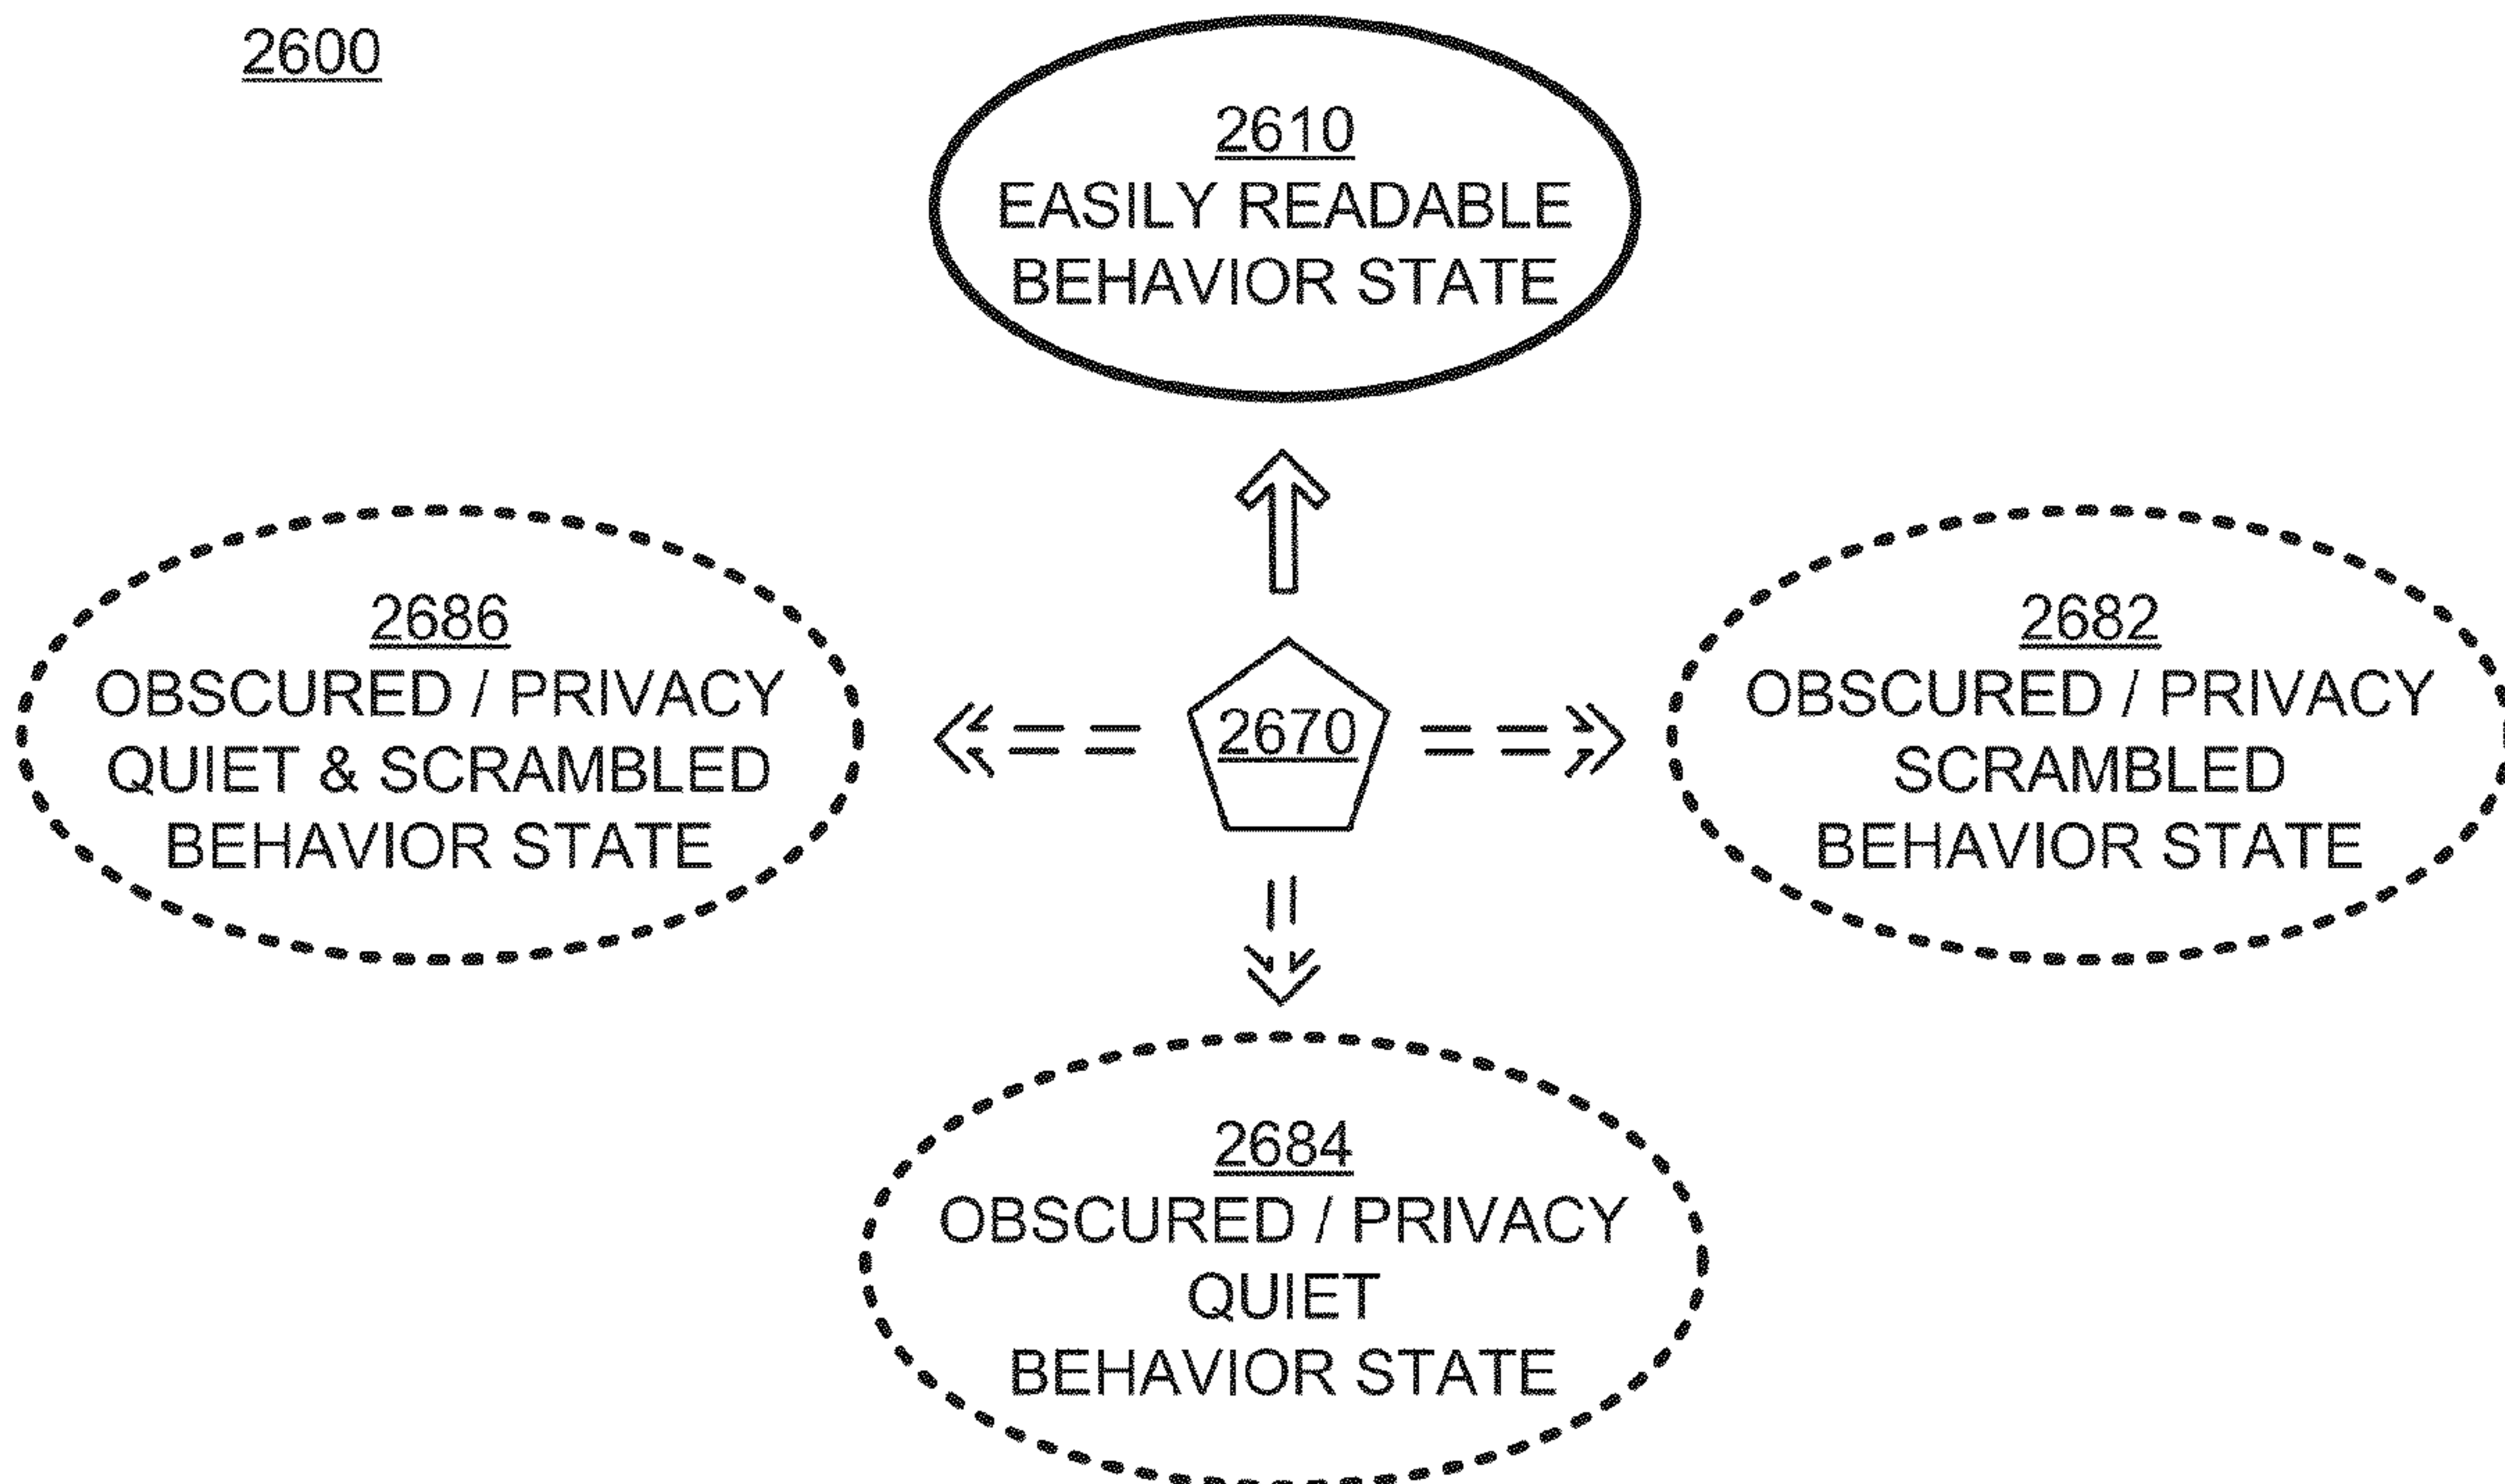 2600
2610
EASILY READABLE
BEHAVIOR STATE
2686
OBSCURED / PRIVACY
QUIET & SCRAMBLED
BEHAVIOR STATE
2670
2682
OBSCURED / PRIVACY
SCRAMBLED
BEHAVIOR STATE
2684
OBSCURED / PRIVACY
QUIET
BEHAVIOR STATE